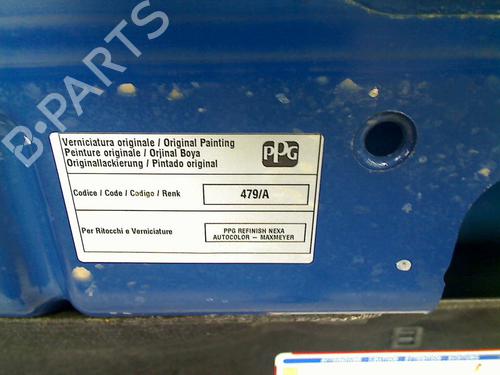 B-PARTS
Verniciatura originale / Original Painting
Peinture originale / Orjinal Boya
Originallackierung / Pintado original
PPG
Codice / Code / Codigo / Renk
479/A
Per Ritocchi e Verniciature
PPG REFINISH NEXA
AUTOCOLOR – MAXMEYER